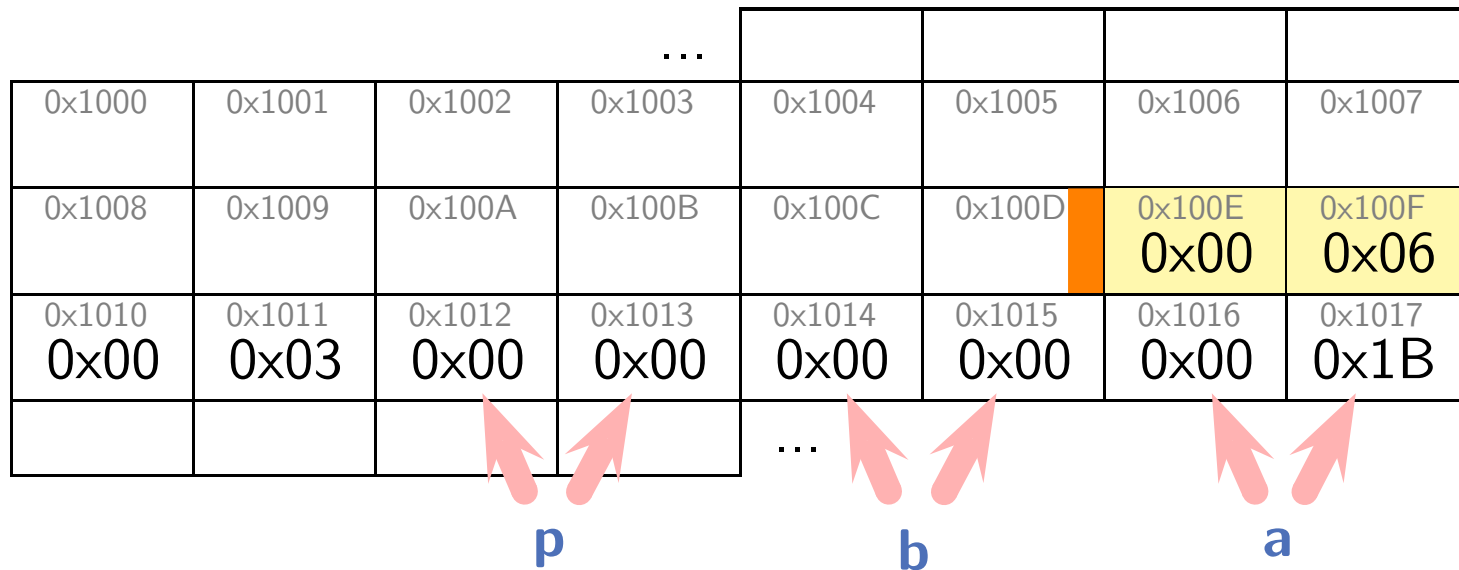 ...
0x1000 0x1001 0x1002 0x1003 0x1004 0x1005 0x1006 0x1007
0x1008 0x1009 0x100A 0x100B 0x100C 0x100D 0x100E 0x100F
0x00 0x06
0x1010 0x1011 0x1012 0x1013 0x1014 0x1015 0x1016 0x1017
0x00 0x03 0x00 0x00 0x00 0x00 0x00 0x1B
...
p b a